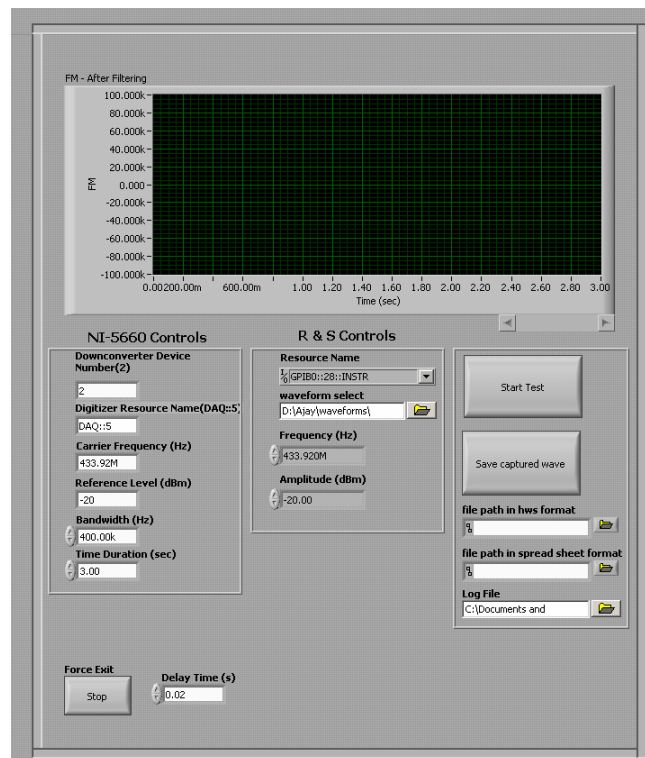 FM - After Filtering
100.000k
80.000k
60.000k
40.000k
20.000k
0.000
-20.000k
-40.000k
-60.000k
-80.000k
-100.000k
FM
0.00200.00m 600.00m 1.00 1.20 1.40 1.60 1.80 2.00 2.20 2.40 2.60 2.80 3.00
Time (sec)
NI-5660 Controls
Downconverter Device
Number(2)
2
Digitizer Resource Name(DAQ::5)
DAQ::5
Carrier Frequency (Hz)
433.92M
Reference Level (dBm)
-20
Bandwidth (Hz)
400.00k
Time Duration (sec)
3.00
R & S Controls
Resource Name
GPIB0::28::INSTR
waveform select
D:\Ajay\waveforms\
Frequency (Hz)
433.920M
Amplitude (dBm)
-20.00
Start Test
Save captured wave
file path in hws format
file path in spread sheet format
Log File
C:\Documents and
Force Exit
Stop
Delay Time (s)
0.02